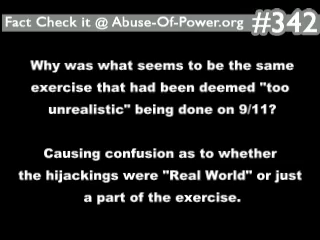 Fact Check it @ Abuse-Of-Power.org #342
Why was what seems to be the same
exercise that had been deemed "too
unrealistic" being done on 9/11?
Causing confusion as to whether
the hijackings were "Real World" or just
a part of the exercise.